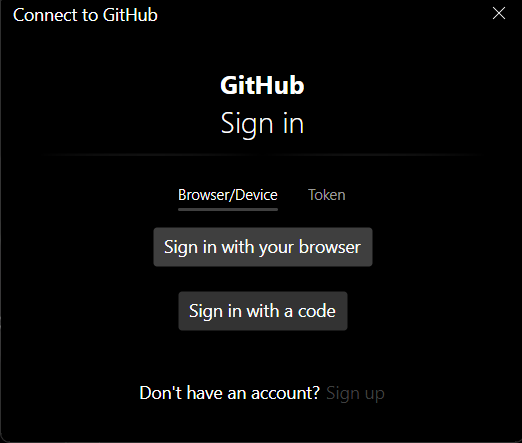 Connect to GitHub
GitHub
Sign in
Browser/Device Token
Sign in with your browser
Sign in with a code
Don't have an account? Sign up